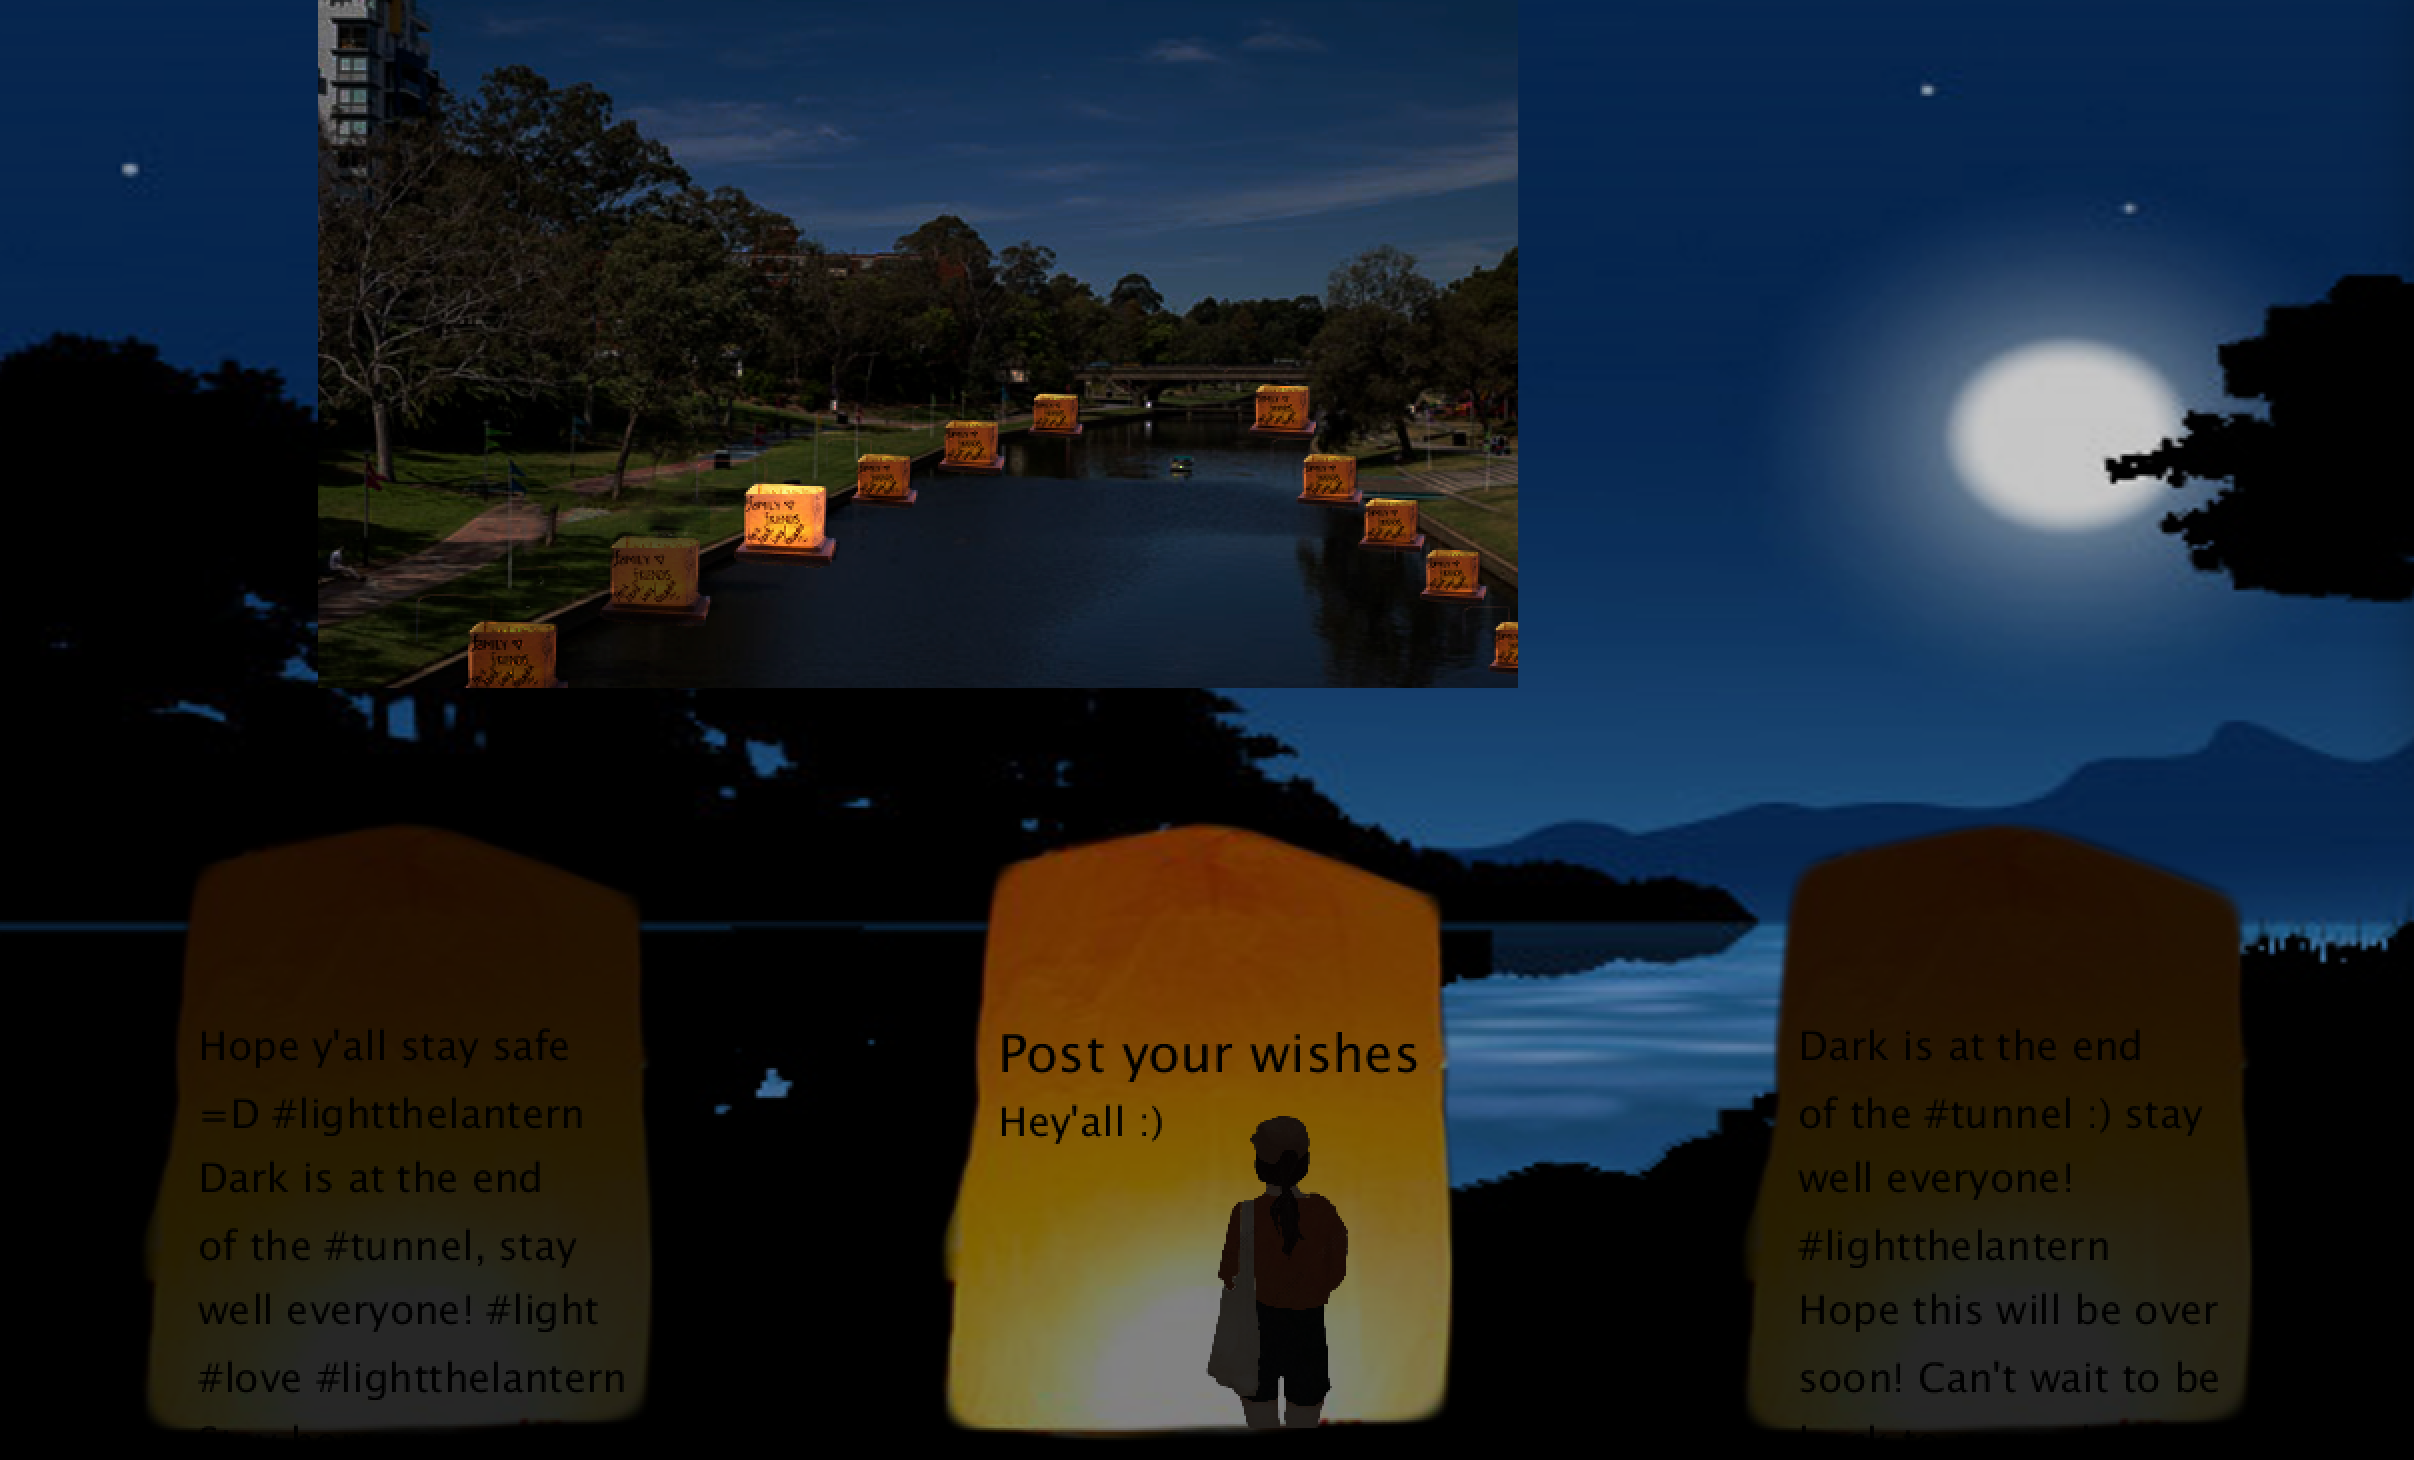 FAMILY
FRIENDS
Hope y'all stay safe
=D #lightthelantern
Dark is at the end
of the #tunnel, stay
well everyone! #light
#love #lightthelantern
Post your wishes
Hey'all :)
Dark is at the end
of the #tunnel :) stay
well everyone!
#lightthelantern
Hope this will be over
soon! Can't wait to be